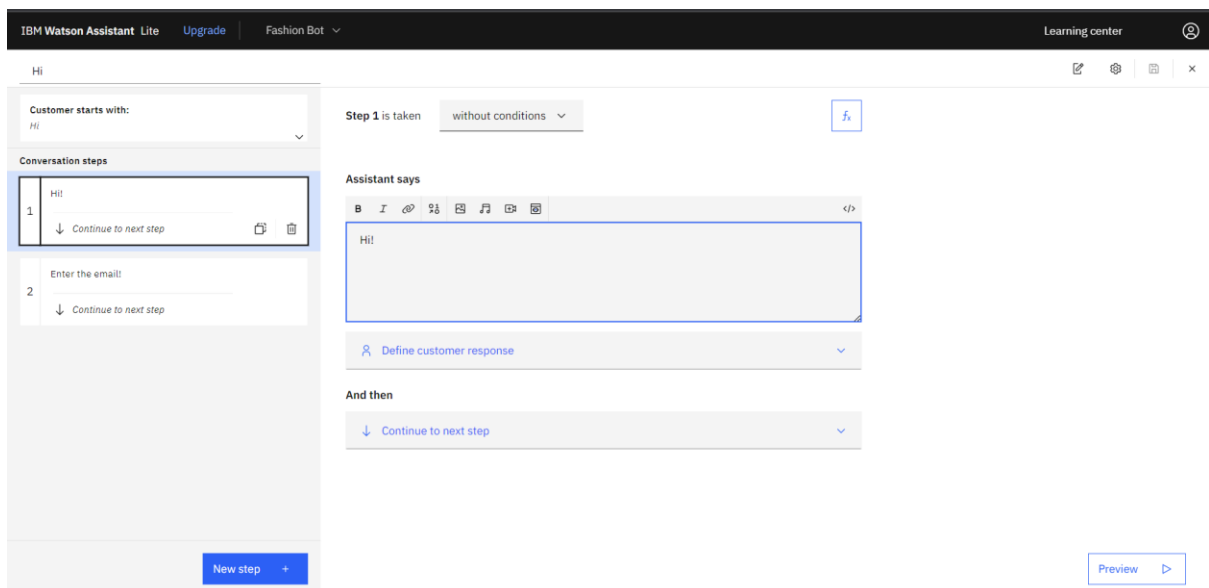 IBM Watson Assistant Lite Upgrade Fashion Bot Learning center
Hi
Customer starts with:
Hi
Conversation steps
1
Hi!
Continue to next step
2
Enter the email!
Continue to next step
New step +
Step 1 is taken without conditions fx
Assistant says
B I </>
Hi!
Define customer response
And then
Continue to next step
Preview